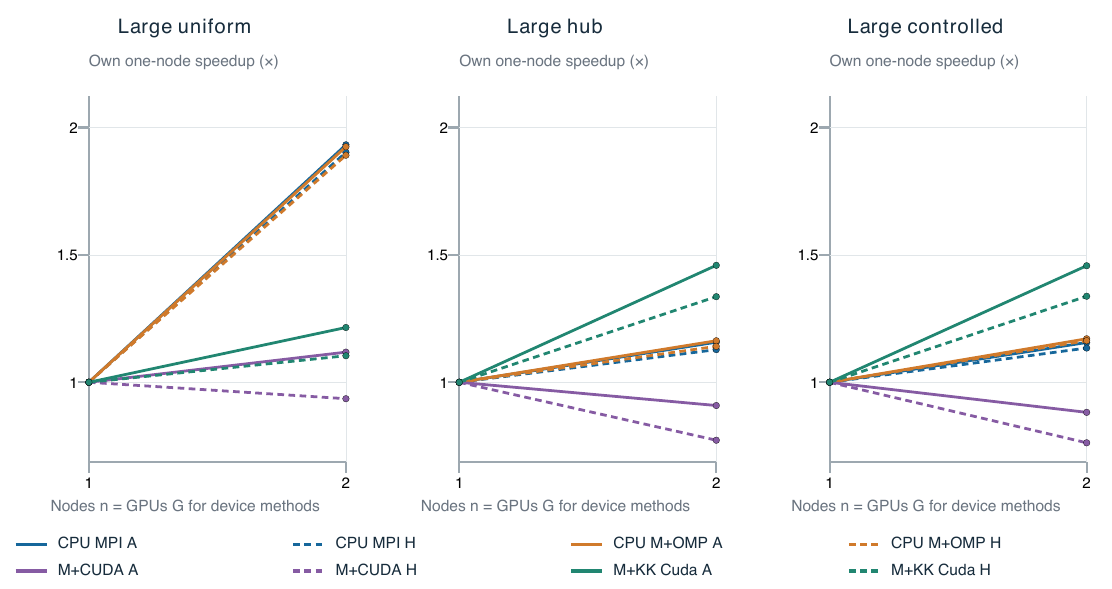 Large uniform
Large hub
Large controlled
Own one-node speedup (×)
Own one-node speedup (×)
Own one-node speedup (×)
2
2
2
1.5
1.5
1.5
1
1
1
1
2
1
2
1
2
Nodes n = GPUs G for device methods
Nodes n = GPUs G for device methods
Nodes n = GPUs G for device methods
CPU MPI A
CPU MPI H
CPU M+OMP A
CPU M+OMP H
M+CUDA A
M+CUDA H
M+KK Cuda A
M+KK Cuda H